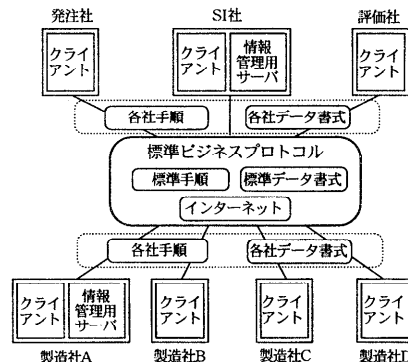 発注社 SI社 評価社
クライ
アント
クライ
アント
情報
管理用
サーバ
クライ
アント
各社手順 各社データ書式
標準ビジネスプロトコル
標準手順 標準データ書式
インターネット
各社手順 各社データ書式
クライ
アント
情報
管理用
サーバ
クライ
アント
クライ
アント
クライ
アント
製造社A 製造社B 製造社C 製造社D